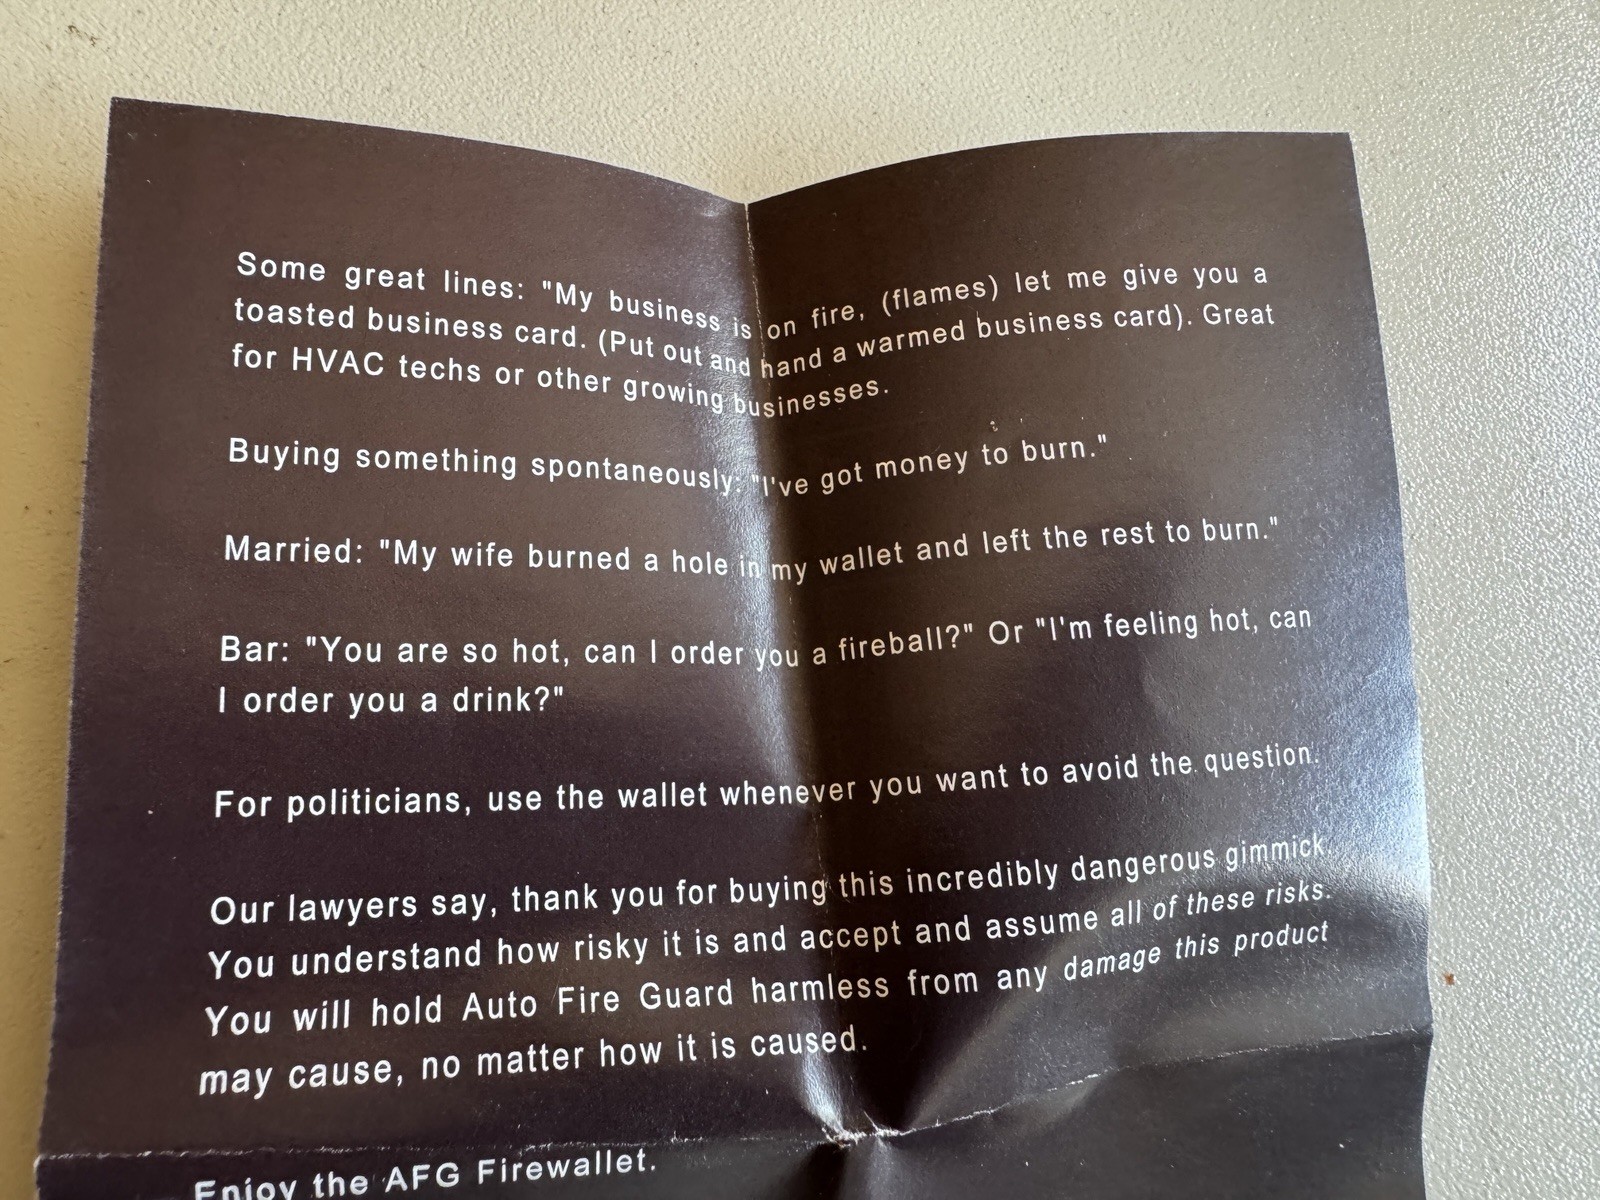 Some great lines: "My business is on fire, (flames) let me give you a
toasted business card. (Put out and hand a warmed business card). Great
for HVAC techs or other growing businesses.
Buying something spontaneously: "I've got money to burn."
Married: "My wife burned a hole in my wallet and left the rest to burn."
Bar: "You are so hot, can I order you a fireball?" Or "I'm feeling hot, can
I order you a drink?"
For politicians, use the wallet whenever you want to avoid the question.
Our lawyers say, thank you for buying this incredibly dangerous gimmick.
You understand how risky it is and accept and assume all of these risks.
You will hold Auto Fire Guard harmless from any damage this product
may cause, no matter how it is caused.
Enjoy the AFG Firewallet.